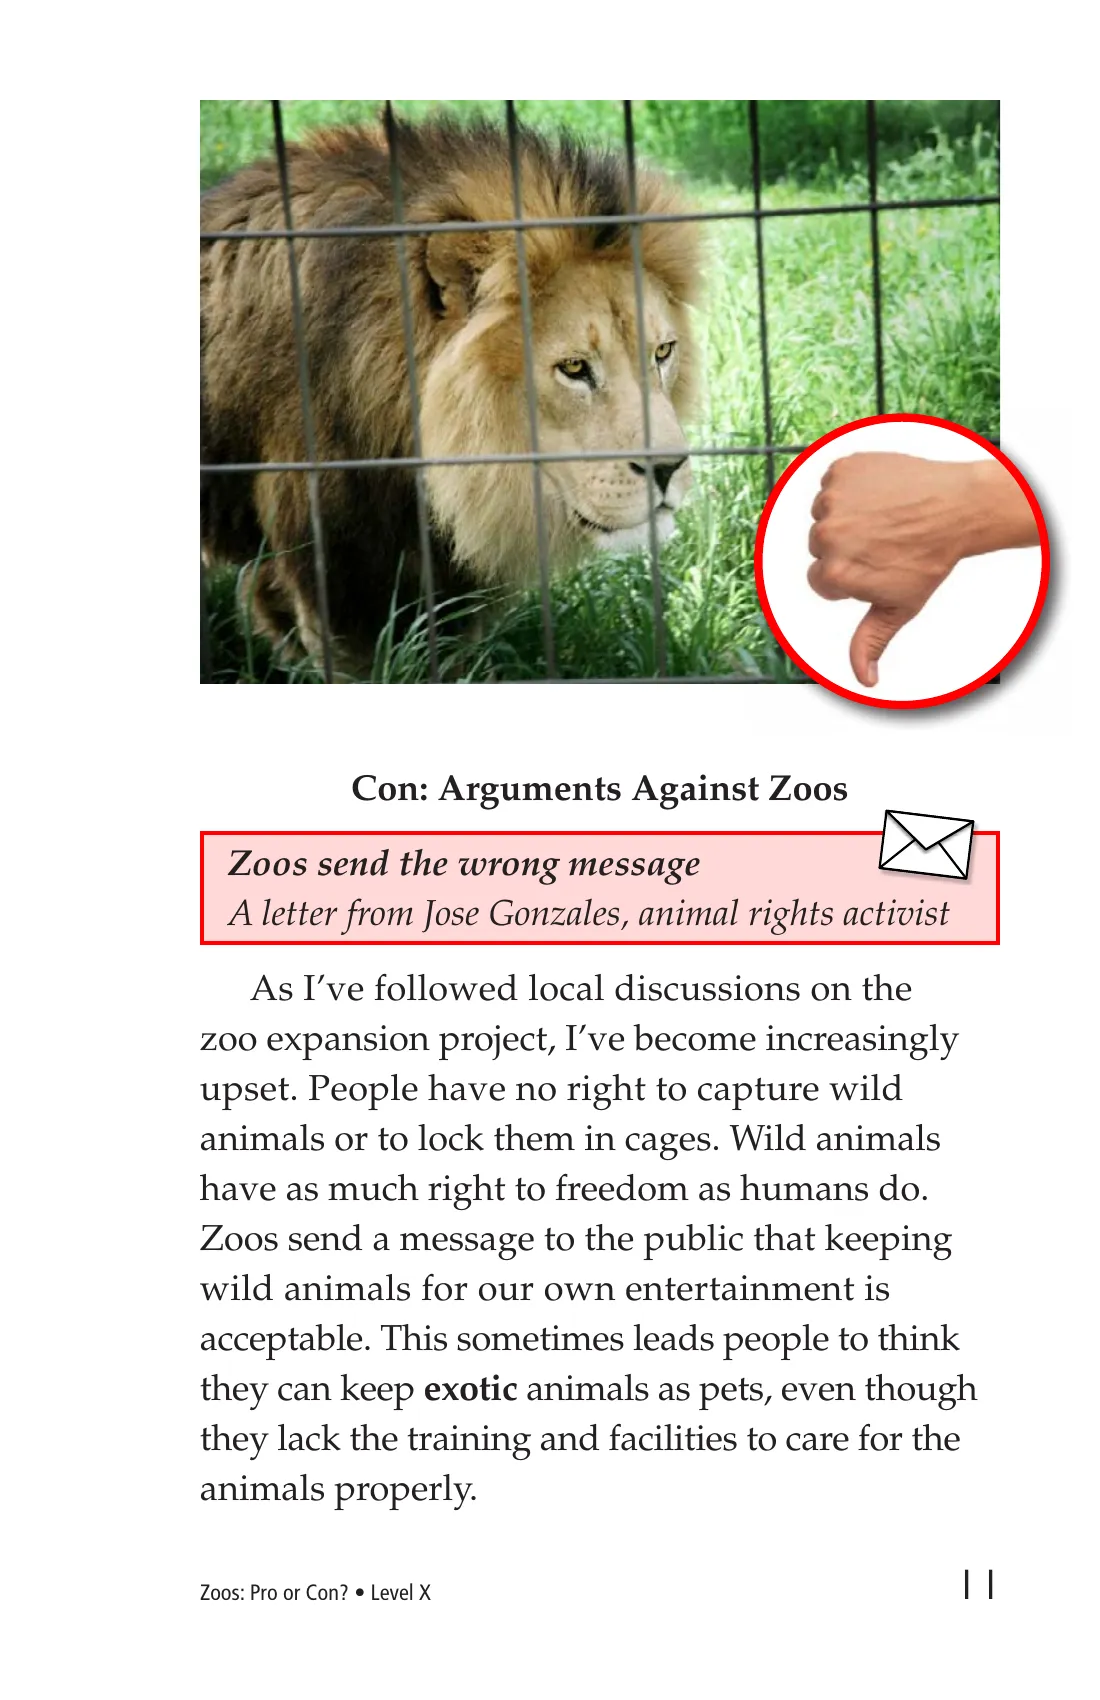 Con: Arguments Against Zoos
Zoos send the wrong message
A letter from Jose Gonzales, animal rights activist
As I’ve followed local discussions on the
zoo expansion project, I’ve become increasingly
upset. People have no right to capture wild
animals or to lock them in cages. Wild animals
have as much right to freedom as humans do.
Zoos send a message to the public that keeping
wild animals for our own entertainment is
acceptable. This sometimes leads people to think
they can keep exotic animals as pets, even though
they lack the training and facilities to care for the
animals properly.
Zoos: Pro or Con? • Level X
11